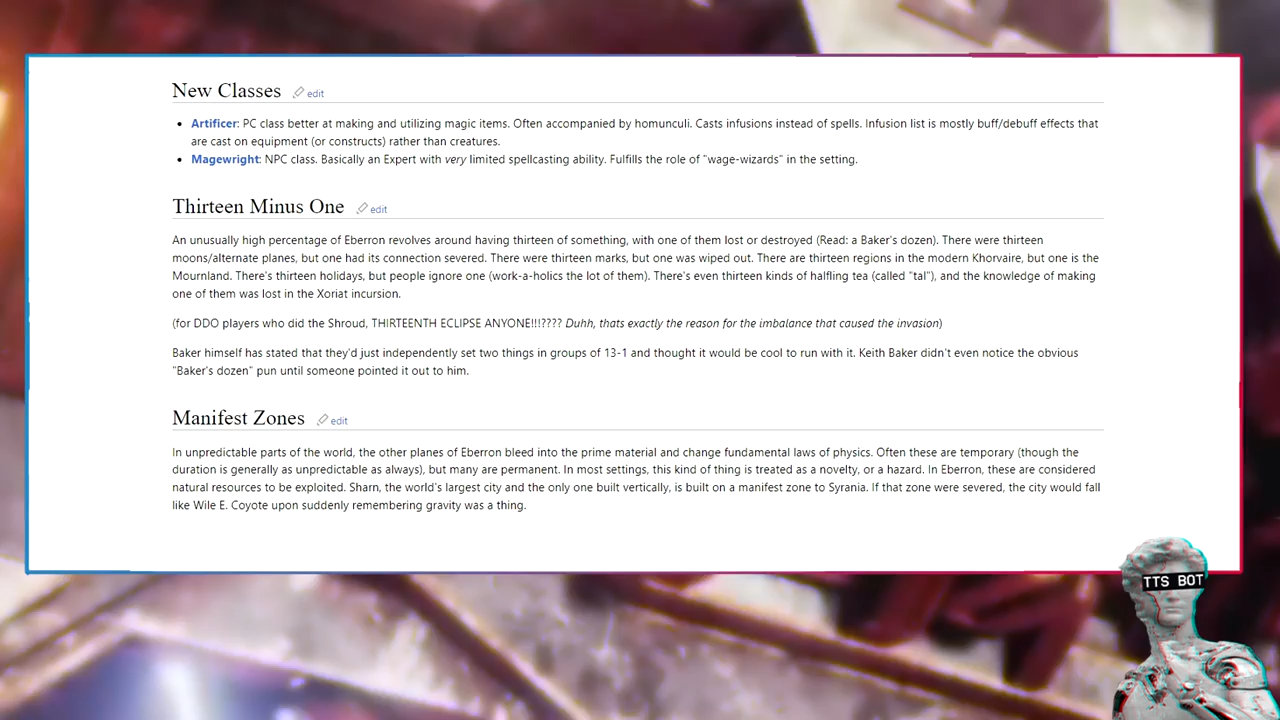 New Classes edit
Artificer: PC class better at making and utilizing magic items. Often accompanied by homunculi. Casts infusions instead of spells. Infusion list is mostly buff/debuff effects that
are cast on equipment (or constructs) rather than creatures.
Magewright: NPC class. Basically an Expert with very limited spellcasting ability. Fulfills the role of "wage-wizards" in the setting.
Thirteen Minus One edit
An unusually high percentage of Eberron revolves around having thirteen of something, with one of them lost or destroyed (Read: a Baker's dozen). There were thirteen
moons/alternate planes, but one had its connection severed. There were thirteen marks, but one was wiped out. There are thirteen regions in the modern Khorvaire, but one is the
Mournland. There's thirteen holidays, but people ignore one (work-a-holics the lot of them). There's even thirteen kinds of halfling tea (called "tal"), and the knowledge of making
one of them was lost in the Xoriat incursion.
(for DDO players who did the Shroud, THIRTEENTH ECLIPSE ANYONE!!!???? Duhh, thats exactly the reason for the imbalance that caused the invasion)
Baker himself has stated that they'd just independently set two things in groups of 13-1 and thought it would be cool to run with it. Keith Baker didn't even notice the obvious
"Baker's dozen" pun until someone pointed it out to him.
Manifest Zones edit
In unpredictable parts of the world, the other planes of Eberron bleed into the prime material and change fundamental laws of physics. Often these are temporary (though the
duration is generally as unpredictable as always), but many are permanent. In most settings, this kind of thing is treated as a novelty, or a hazard. In Eberron, these are considered
natural resources to be exploited. Sharn, the world's largest city and the only one built vertically, is built on a manifest zone to Syrania. If that zone were severed, the city would fall
like Wile E. Coyote upon suddenly remembering gravity was a thing.
TTS BOT